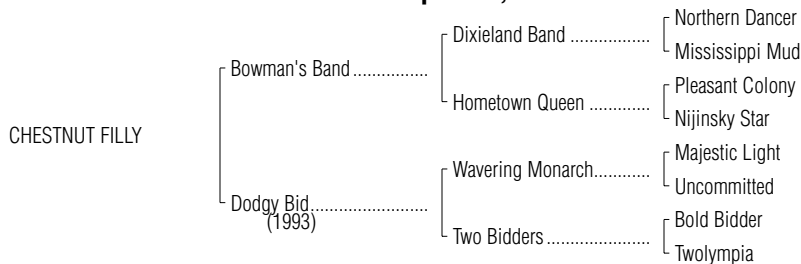 Northern Dancer
Dixieland Band ..................
Mississippi Mud
Bowman's Band .................
Pleasant Colony
Hometown Queen .............
Nijinsky Star
CHESTNUT FILLY
Majestic Light
Wavering Monarch............
Uncommitted
Dodgy Bid..........................
(1993)
Bold Bidder
Two Bidders .......................
Twolympia